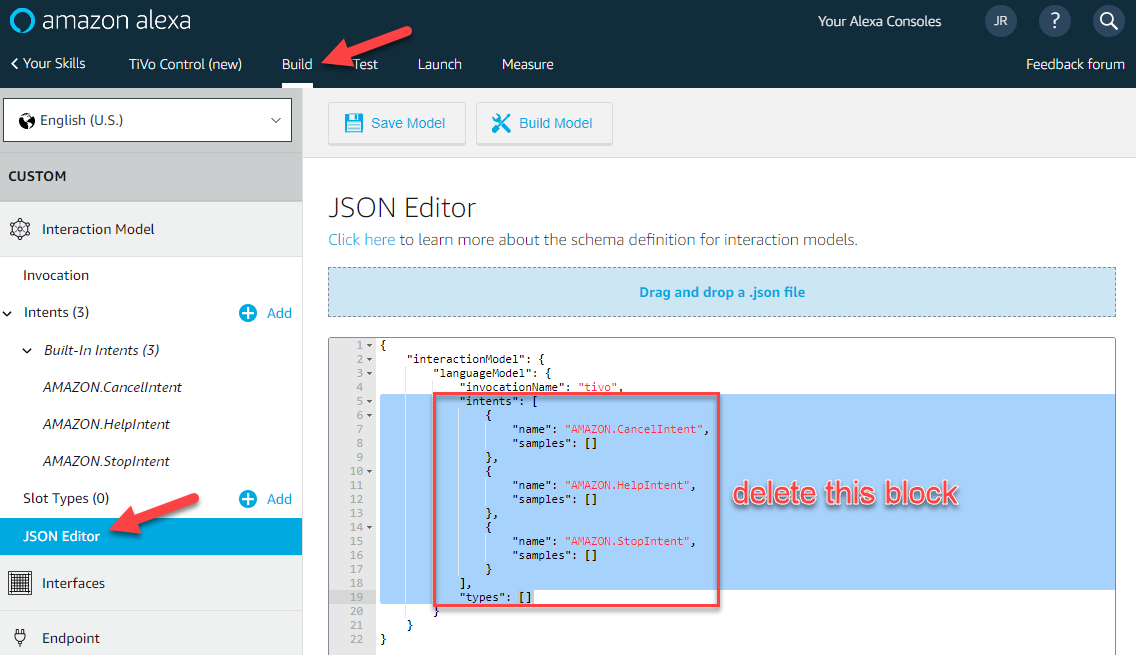 amazon alexa
Your Alexa Consoles
JR
?
Your Skills
TiVo Control (new)
Build
Test
Launch
Measure
Feedback forum
English (U.S.)
Save Model
Build Model
CUSTOM
Interaction Model
Invocation
Intents (3)
Add
Built-In Intents (3)
AMAZON.CancelIntent
AMAZON.HelpIntent
AMAZON.StopIntent
Slot Types (0)
Add
JSON Editor
Interfaces
Endpoint
JSON Editor
Click here to learn more about the schema definition for interaction models.
Drag and drop a .json file
1 {
2 "interactionModel": {
3 "languageModel": {
4 "invocationName": "tivo",
5 "intents": [
6 {
7 "name": "AMAZON.CancelIntent",
8 "samples": []
9 },
10 {
11 "name": "AMAZON.HelpIntent",
12 "samples": []
13 },
14 {
15 "name": "AMAZON.StopIntent",
16 "samples": []
17 }
18 ],
19 "types": []
20 }
21 }
22 }
delete this block